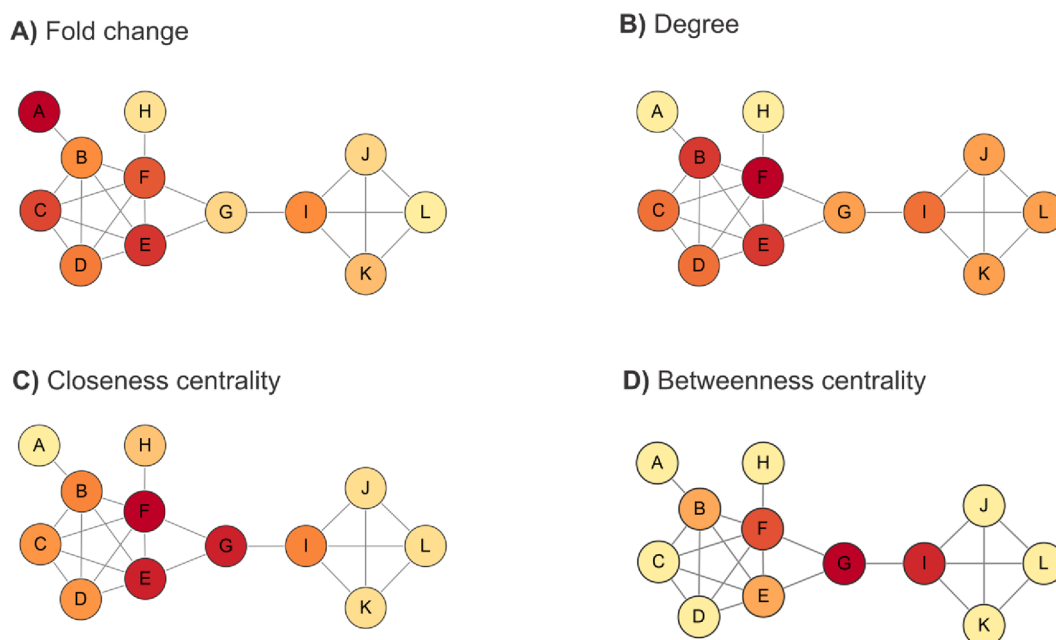 A) Fold change
B) Degree
A
H
B
F
J
C
G
I
L
E
D
K
A
H
B
F
J
C
G
I
L
E
D
K
C) Closeness centrality
D) Betweenness centrality
A
H
B
F
J
C
G
I
L
E
D
K
A
H
B
F
J
C
G
I
L
E
D
K